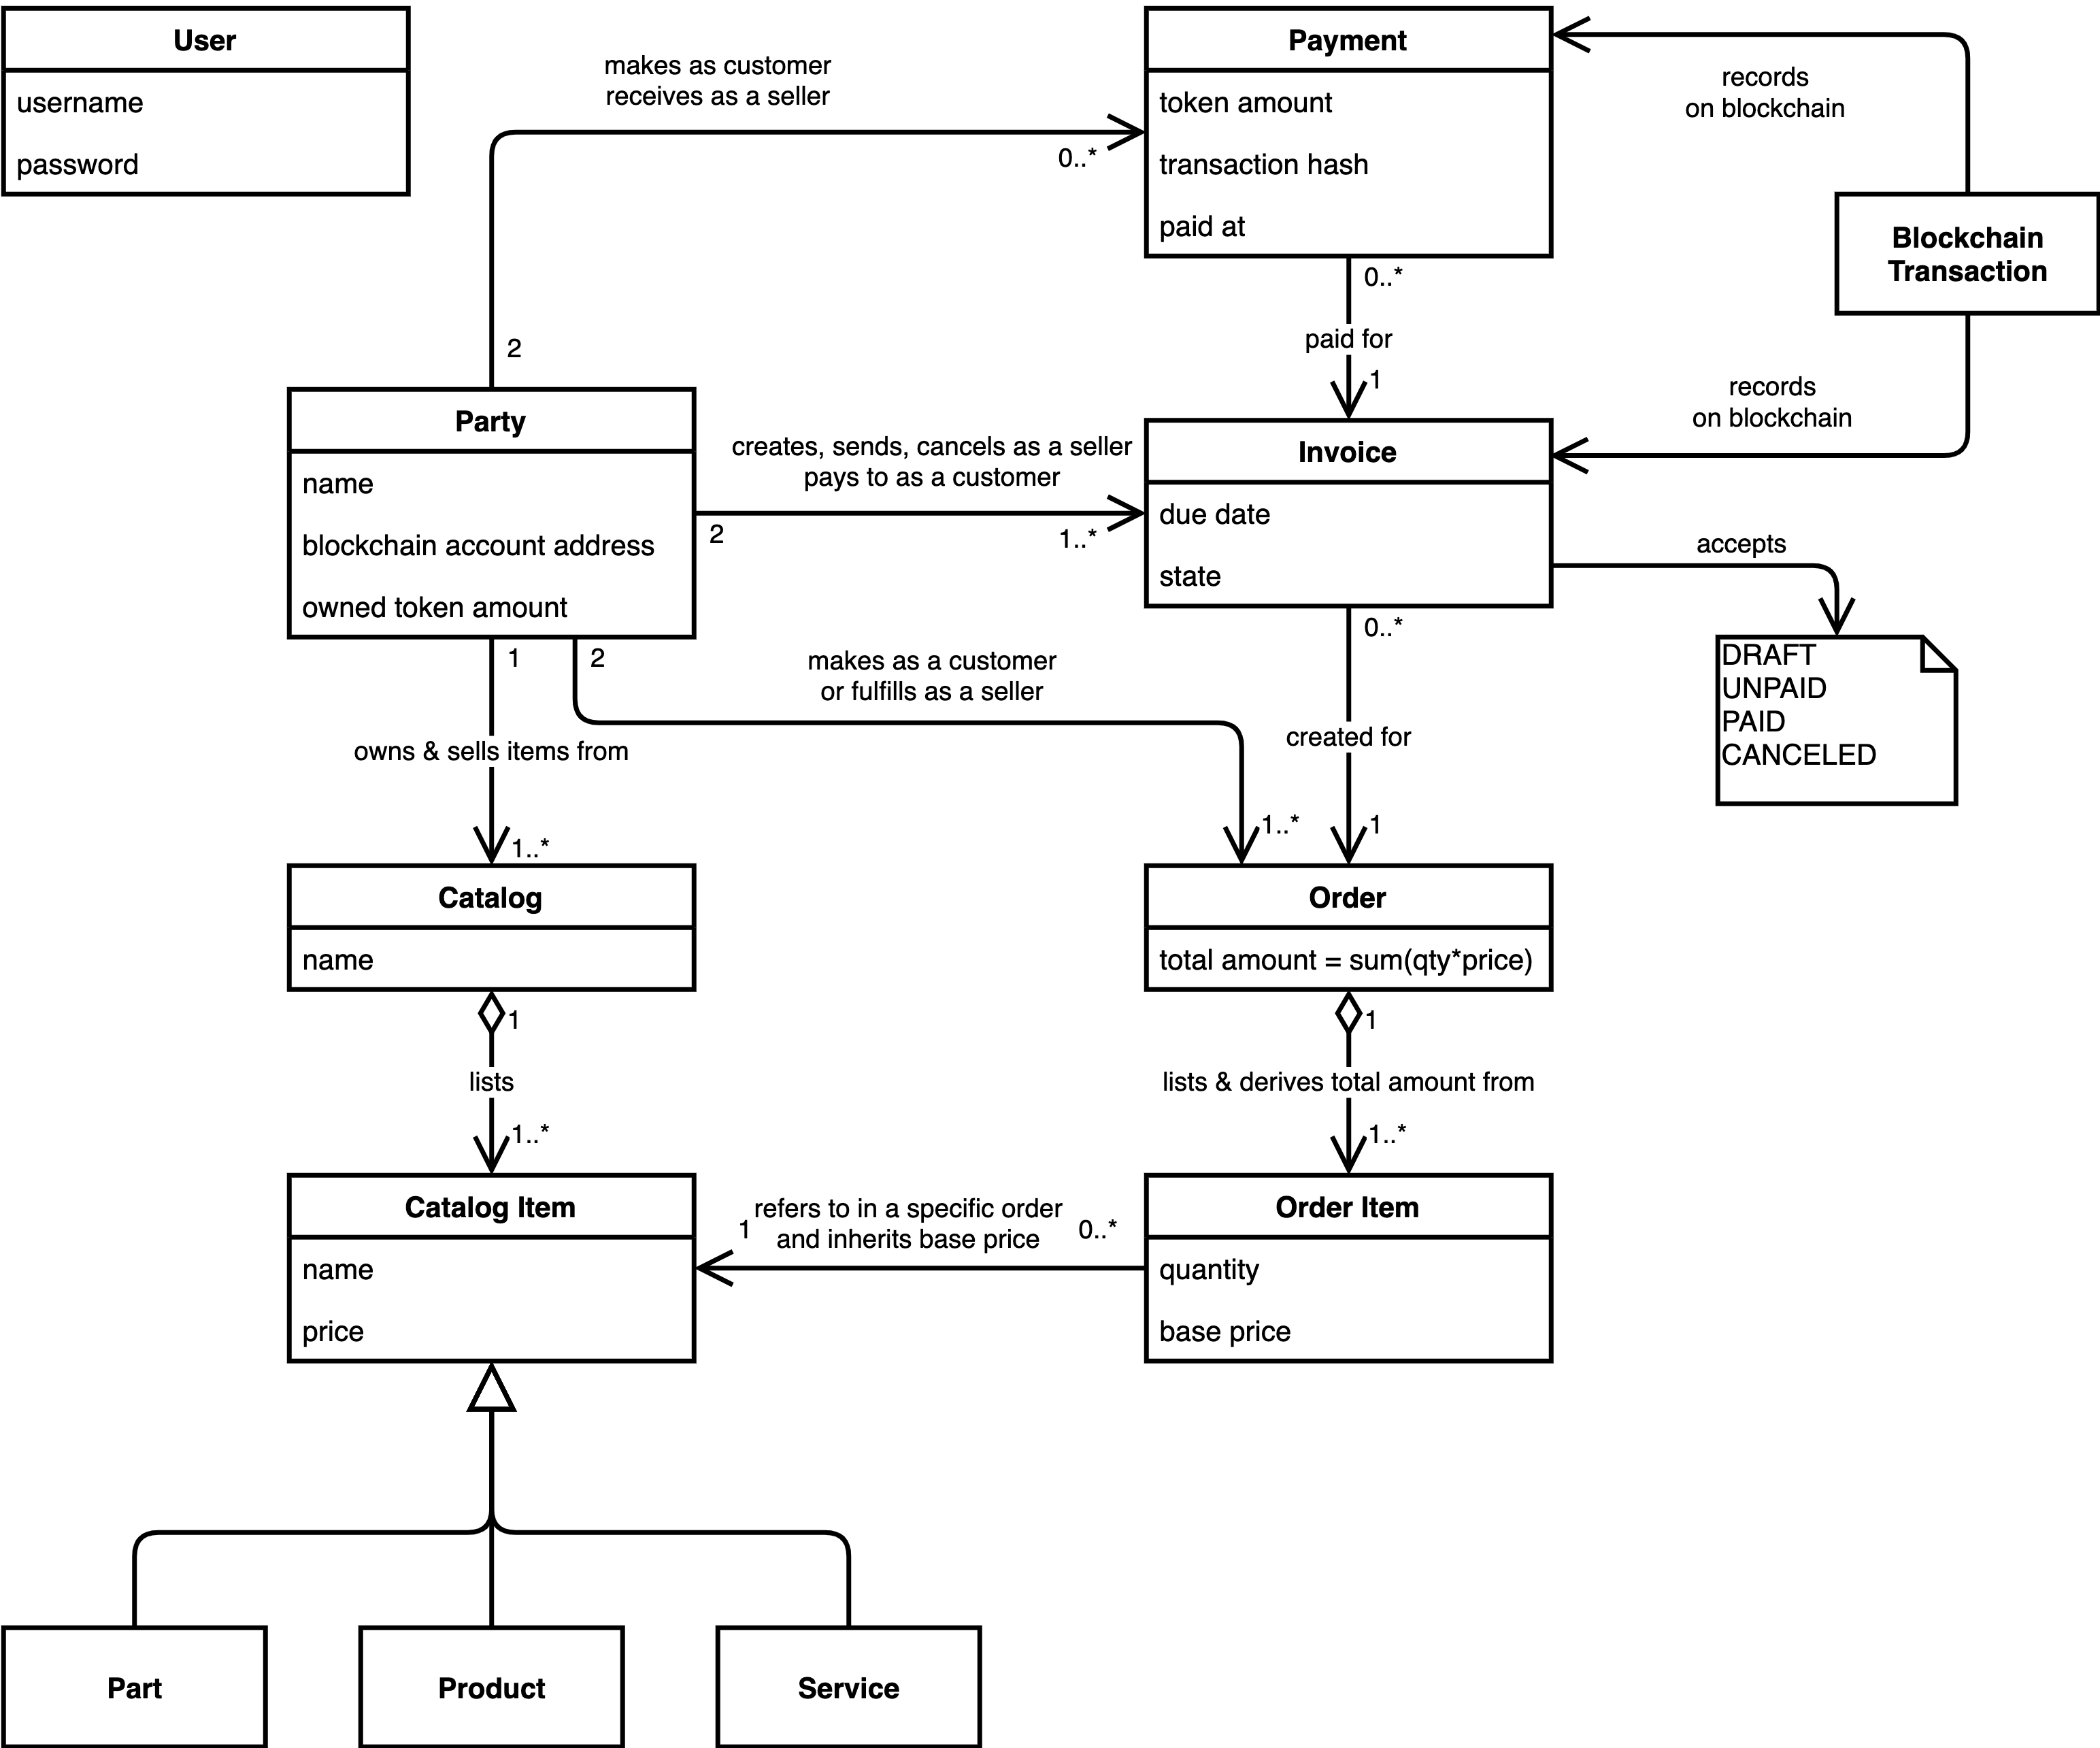 User
username
password
makes as customer
receives as a seller
0..*
2
Payment
token amount
transaction hash
paid at
records
on blockchain
Blockchain
Transaction
0..*
paid for
1
records
on blockchain
Party
name
blockchain account address
owned token amount
creates, sends, cancels as a seller
pays to as a customer
2
1..*
Invoice
due date
state
accepts
DRAFT
UNPAID
PAID
CANCELED
1
2
makes as a customer
or fulfills as a seller
0..*
owns & sells items from
created for
1..*
1..*
1
Catalog
name
Order
total amount = sum(qty*price)
1
lists
1..*
1
lists & derives total amount from
1..*
Catalog Item
name
price
1
refers to in a specific order
and inherits base price
0..*
Order Item
quantity
base price
Part
Product
Service